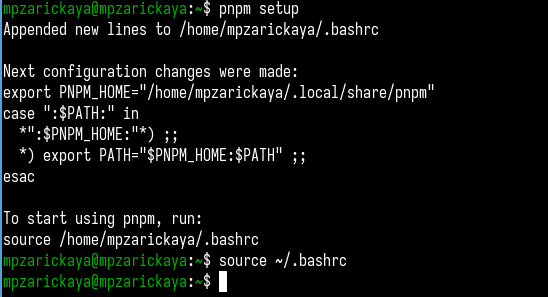 mpzarickaya@mpzarickaya:~$ pnpm setup
Appended new lines to /home/mpzarickaya/.bashrc
Next configuration changes were made:
export PNPM_HOME="/home/mpzarickaya/.local/share/pnpm"
case ":$PATH:" in
  *":$PNPM_HOME:"*) ;;
  *) export PATH="$PNPM_HOME:$PATH" ;;
esac
To start using pnpm, run:
source /home/mpzarickaya/.bashrc
mpzarickaya@mpzarickaya:~$ source ~/.bashrc
mpzarickaya@mpzarickaya:~$